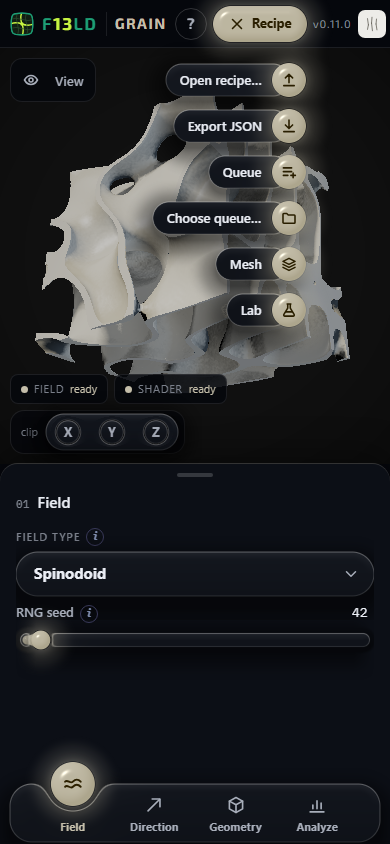 F13LD GRAIN ? Recipe v0.11.0
View
Open recipe...
Export JSON
Queue
Choose queue...
Mesh
Lab
FIELD ready SHADER ready
clip X Y Z
01 Field
FIELD TYPE i
Spinodoid
RNG seed i 42
Field Direction Geometry Analyze